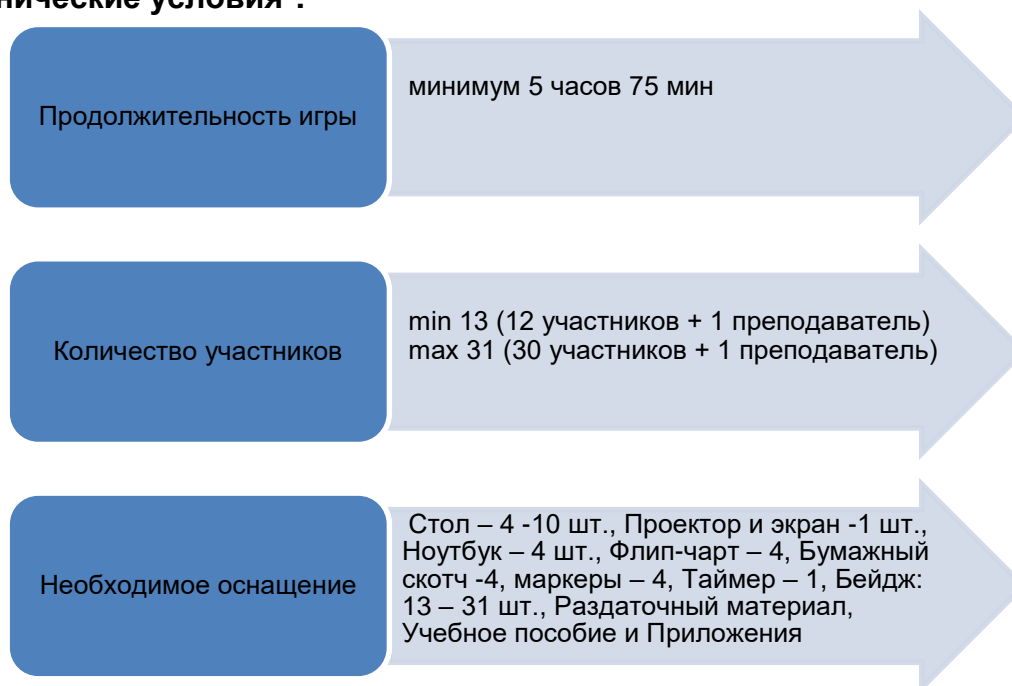 нические условия".
Продолжительность игры
минимум 5 часов 75 мин
Количество участников
min 13 (12 участников + 1 преподаватель)
max 31 (30 участников + 1 преподаватель)
Необходимое оснащение
Стол – 4 -10 шт., Проектор и экран -1 шт.,
Ноутбук – 4 шт., Флип-чарт – 4, Бумажный
скотч -4, маркеры – 4, Таймер – 1, Бейдж:
13 – 31 шт., Раздаточный материал,
Учебное пособие и Приложения